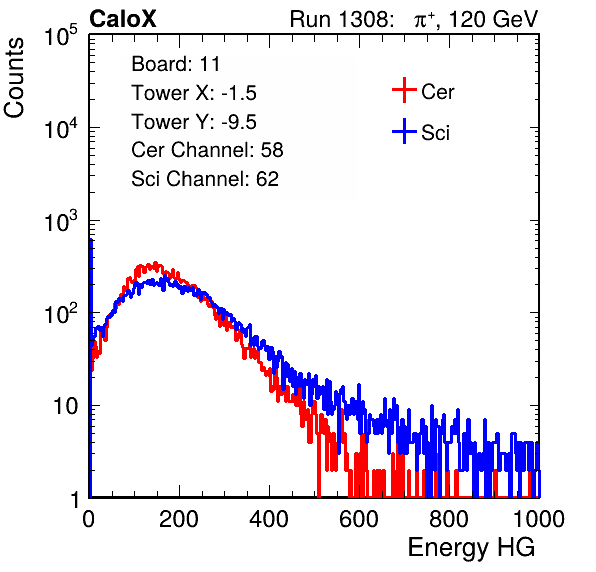 CaloX Run 1308: π⁺, 120 GeV
Counts
Board: 11
Tower X: -1.5
Tower Y: -9.5
Cer Channel: 58
Sci Channel: 62
Cer
Sci
10⁵
10⁴
10³
10²
10
1
0 200 400 600 800 1000
Energy HG